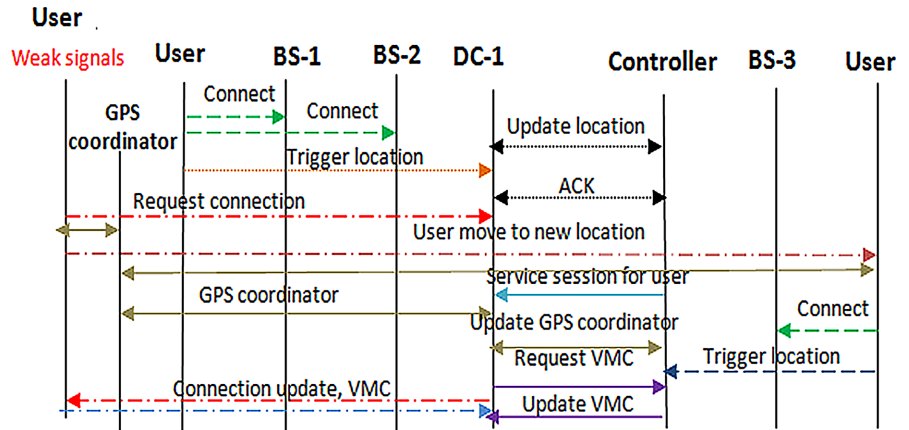 User
Weak signals
User
BS-1
BS-2
DC-1
Controller
BS-3
User
GPS
coordinator
Connect
Connect
Update location
Trigger location
ACK
Request connection
User move to new location
Service session for user
GPS coordinator
Connect
Update GPS coordinator
Request VMC
Trigger location
Connection update, VMC
Update VMC